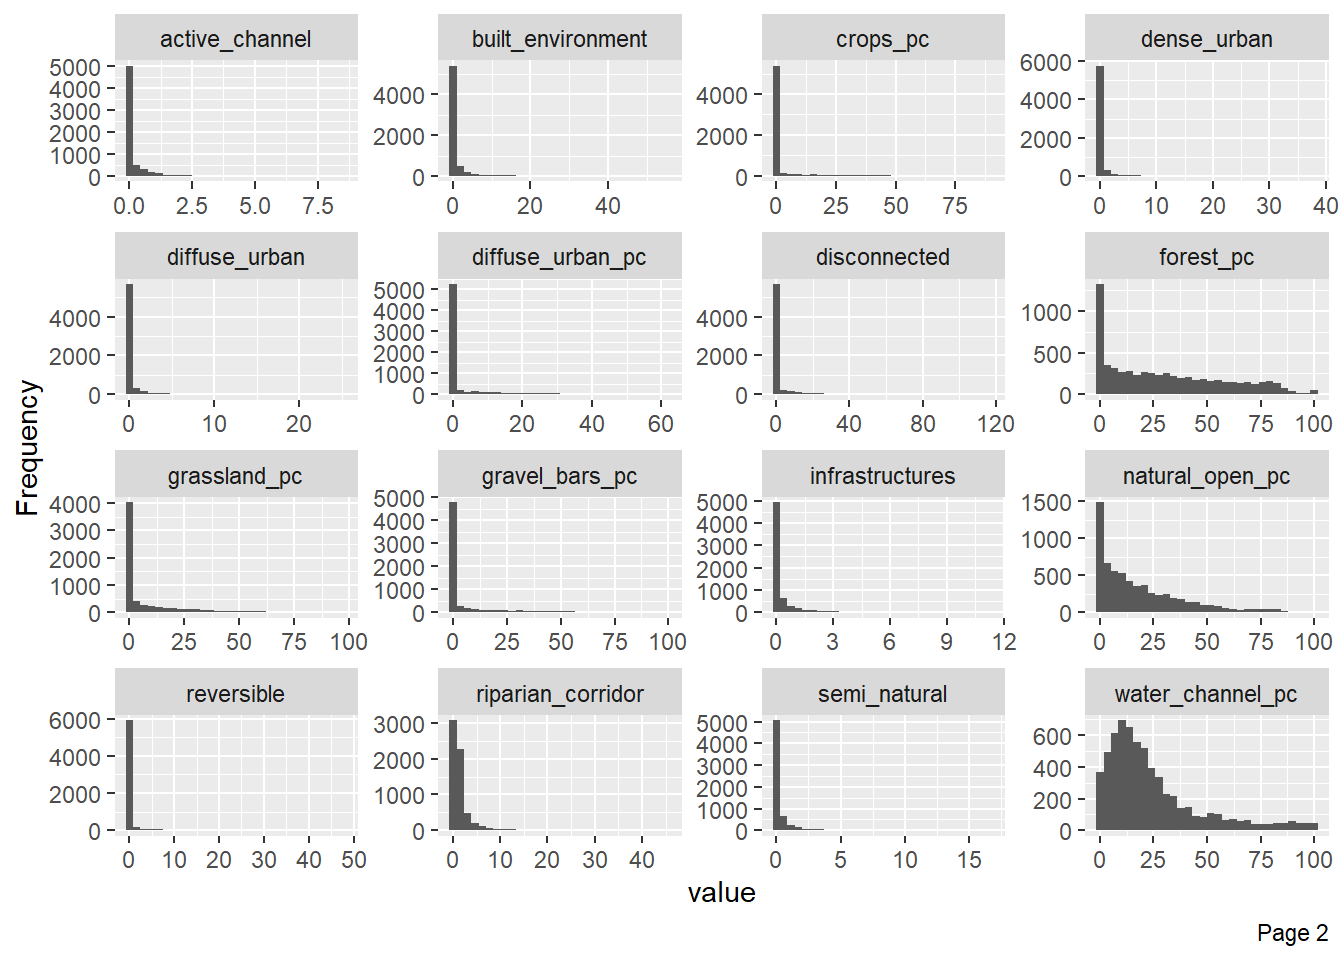 active_channel built_environment crops_pc dense_urban
5000 4000 3000 2000 1000 0
4000 2000 0
4000 2000 0
6000 4000 2000 0
0.0 2.5 5.0 7.5
0 20 40
0 25 50 75
0 10 20 30 40
diffuse_urban diffuse_urban_pc disconnected forest_pc
4000 2000 0
5000 4000 3000 2000 1000 0
4000 2000 0
1000 500 0
0 10 20
0 20 40 60
0 40 80 120
0 25 50 75 100
Frequency
grassland_pc gravel_bars_pc infrastructures natural_open_pc
4000 3000 2000 1000 0
5000 4000 3000 2000 1000 0
5000 4000 3000 2000 1000 0
1500 1000 500 0
0 25 50 75 100
0 25 50 75 100
0 3 6 9 12
0 25 50 75 100
reversible riparian_corridor semi_natural water_channel_pc
6000 4000 2000 0
3000 2000 1000 0
5000 4000 3000 2000 1000 0
600 400 200 0
0 10 20 30 40 50
0 10 20 30 40
0 5 10 15
0 25 50 75 100
value
Page 2